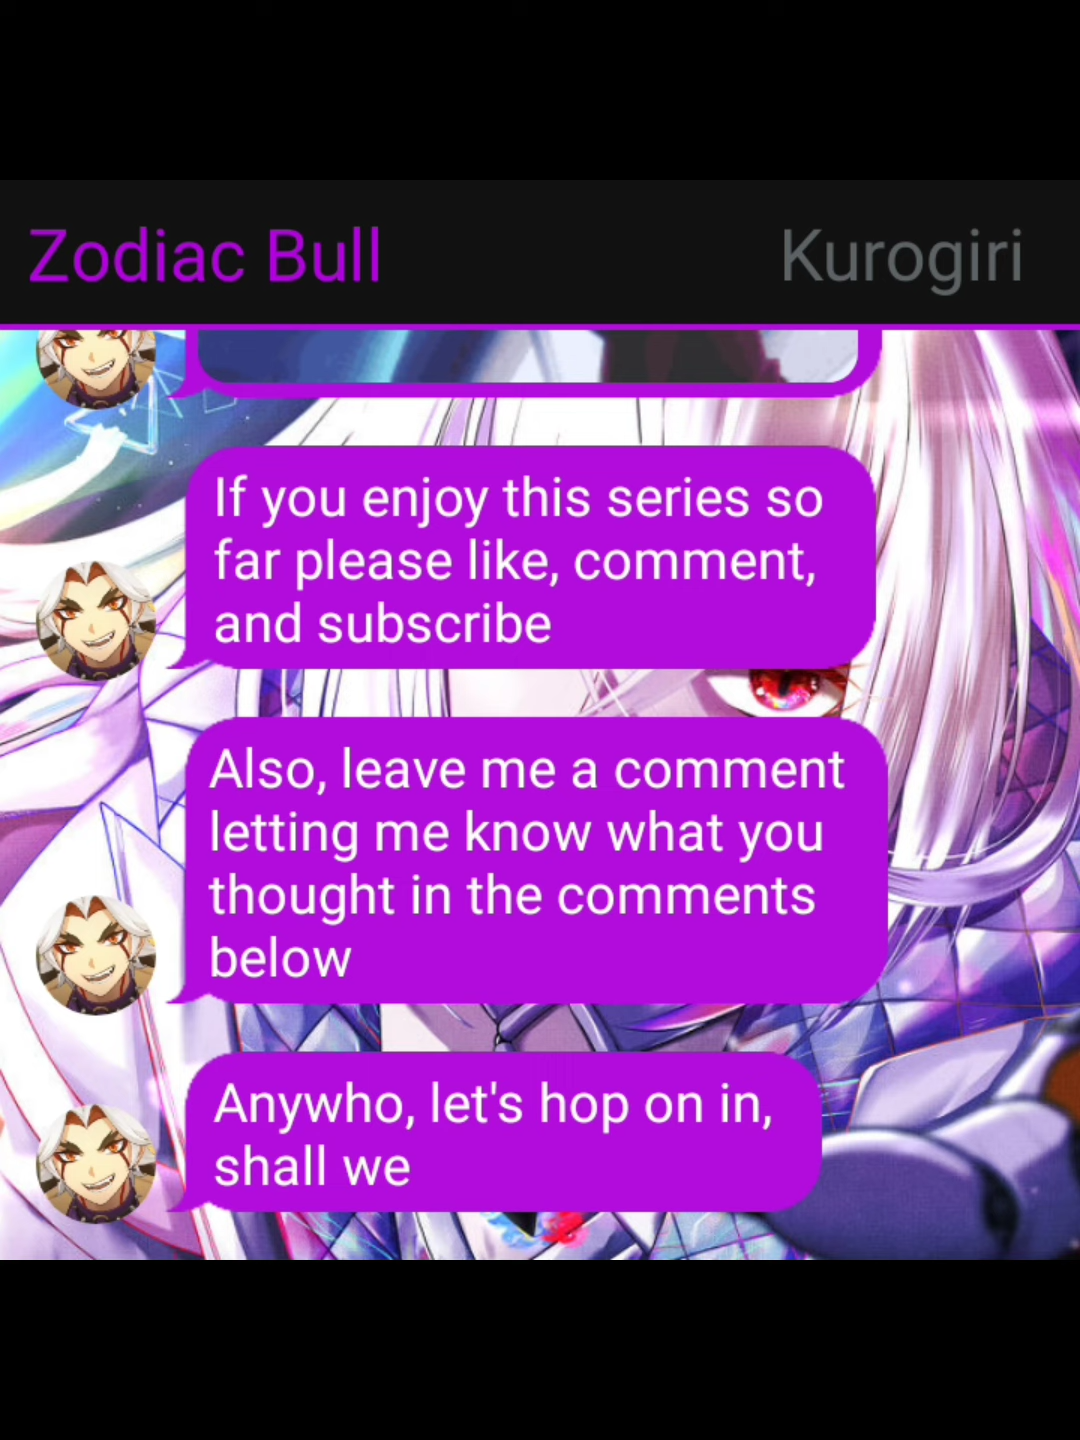 Zodiac Bull
Kurogiri
If you enjoy this series so
far please like, comment,
and subscribe
Also, leave me a comment
letting me know what you
thought in the comments
below
Anywho, let's hop on in,
shall we